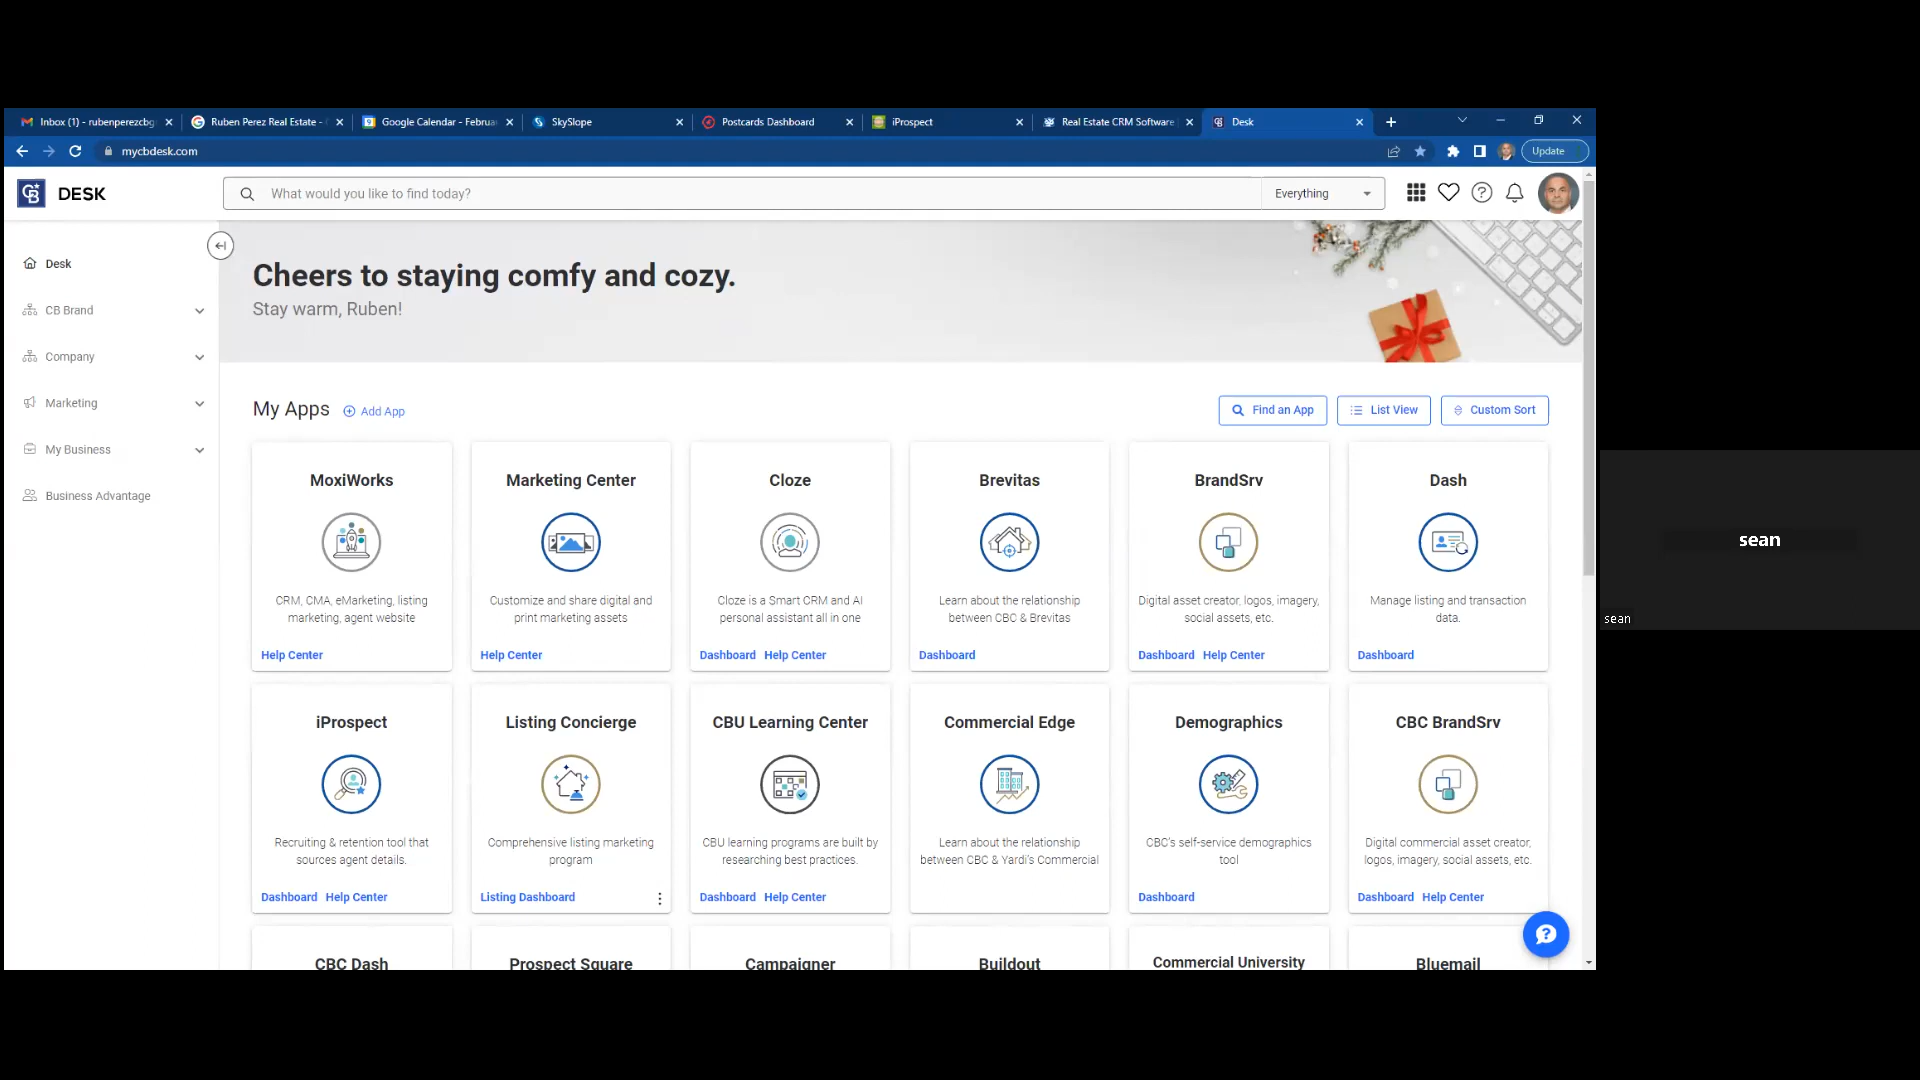 Inbox (1) - rubenperezcbg
Ruben Perez Real Estate -
Google Calendar - Februa
SkySlope
Postcards Dashboard
iProspect
Real Estate CRM Software
Desk
mycbdesk.com
Update
DESK
What would you like to find today?
Everything
Desk
CB Brand
Company
Marketing
My Business
Business Advantage
Cheers to staying comfy and cozy.
Stay warm, Ruben!
My Apps
Add App
Find an App
List View
Custom Sort
MoxiWorks
CRM, CMA, eMarketing, listing
marketing, agent website
Help Center
Marketing Center
Customize and share digital and
print marketing assets
Help Center
Cloze
Cloze is a Smart CRM and AI
personal assistant all in one
Dashboard Help Center
Brevitas
Learn about the relationship
between CBC & Brevitas
Dashboard
BrandSrv
Digital asset creator, logos, imagery,
social assets, etc.
Dashboard Help Center
Dash
Manage listing and transaction
data.
Dashboard
iProspect
Recruiting & retention tool that
sources agent details.
Dashboard Help Center
Listing Concierge
Comprehensive listing marketing
program
Listing Dashboard
CBU Learning Center
CBU learning programs are built by
researching best practices.
Dashboard Help Center
Commercial Edge
Learn about the relationship
between CBC & Yardi's Commercial
Demographics
CBC's self-service demographics
tool
Dashboard
CBC BrandSrv
Digital commercial asset creator,
logos, imagery, social assets, etc.
Dashboard Help Center
CBC Dash
Prospect Square
Campaigner
Buildout
Commercial University
Bluemail
sean
sean